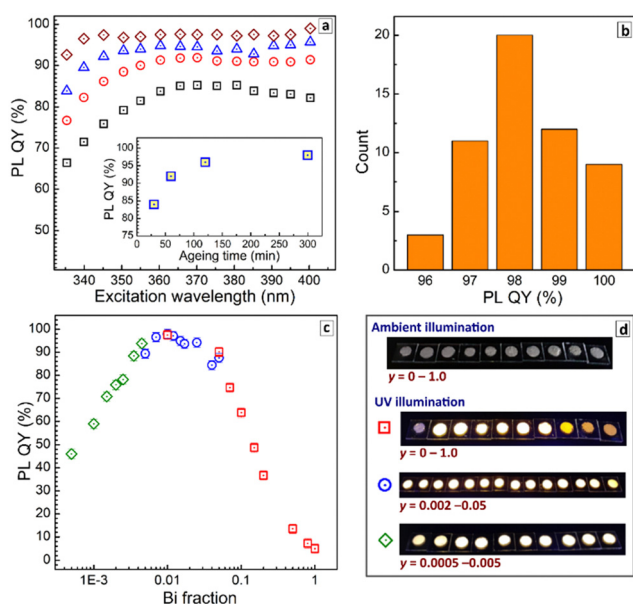 a
PL QY (%)
100
90
80
70
60
50
340 350 360 370 380 390 400
Excitation wavelength (nm)
PL QY (%)
100
95
90
85
80
75
0 50 100 150 200 250 300
Ageing time (min)
b
Count
20
15
10
5
0
96 97 98 99 100
PL QY (%)
c
PL QY (%)
100
90
80
70
60
50
40
30
20
10
0
1E-3 0.01 0.1 1
Bi fraction
d
Ambient illumination
y = 0 – 1.0
UV illumination
y = 0 – 1.0
y = 0.002 –0.05
y = 0.0005 –0.005